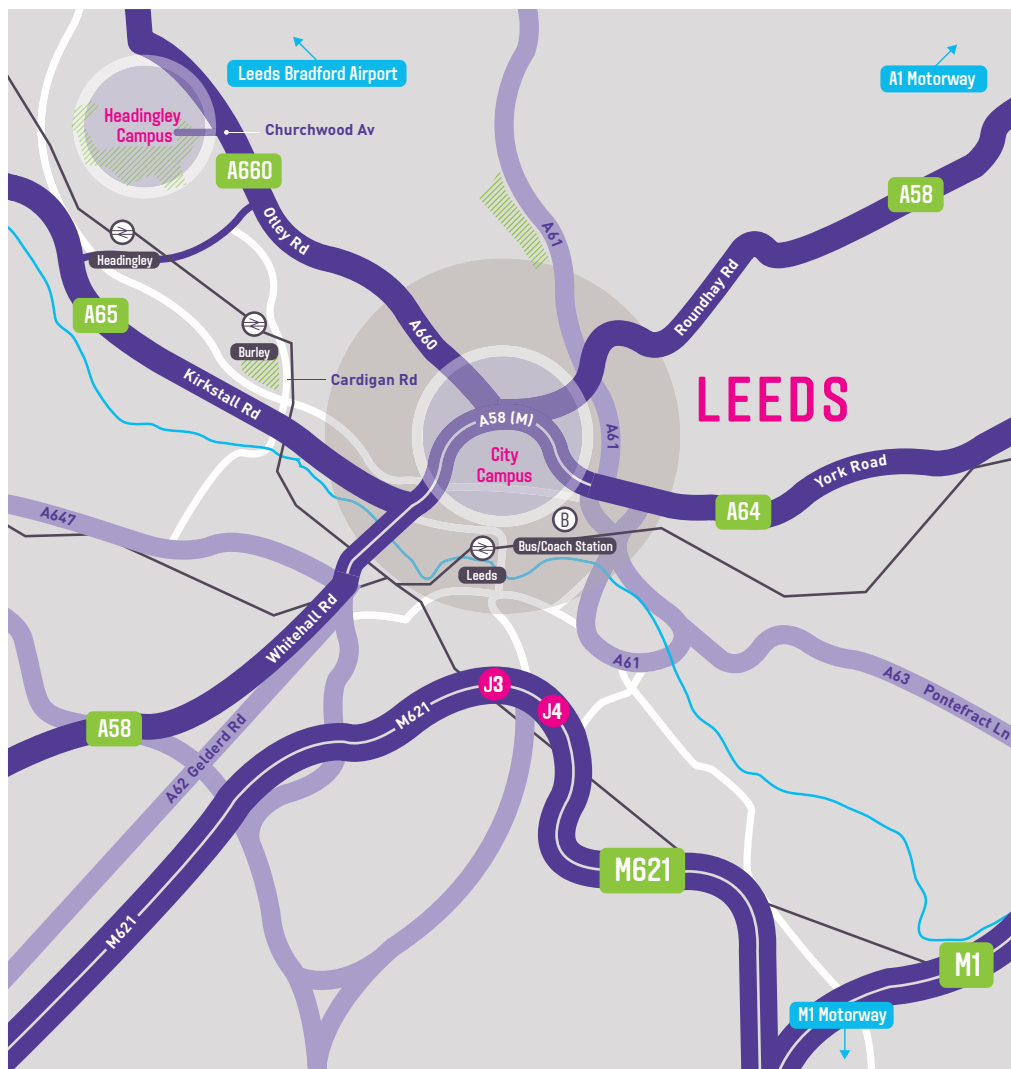 Leeds Bradford Airport
A1 Motorway
Headingley
Campus
Churchwood Av
A660
A58
Otley Rd
A61
Headingley
Roundhay Rd
A65
A660
Burley
Cardigan Rd
Kirkstall Rd
LEEDS
A58 (M)
A61
City
Campus
York Road
A64
A647
B
Bus/Coach Station
Leeds
Whitehall Rd
A61
A63 Pontefract Ln
J3
J4
M621
A58
A62 Gelderd Rd
M621
M621
M1
M1 Motorway